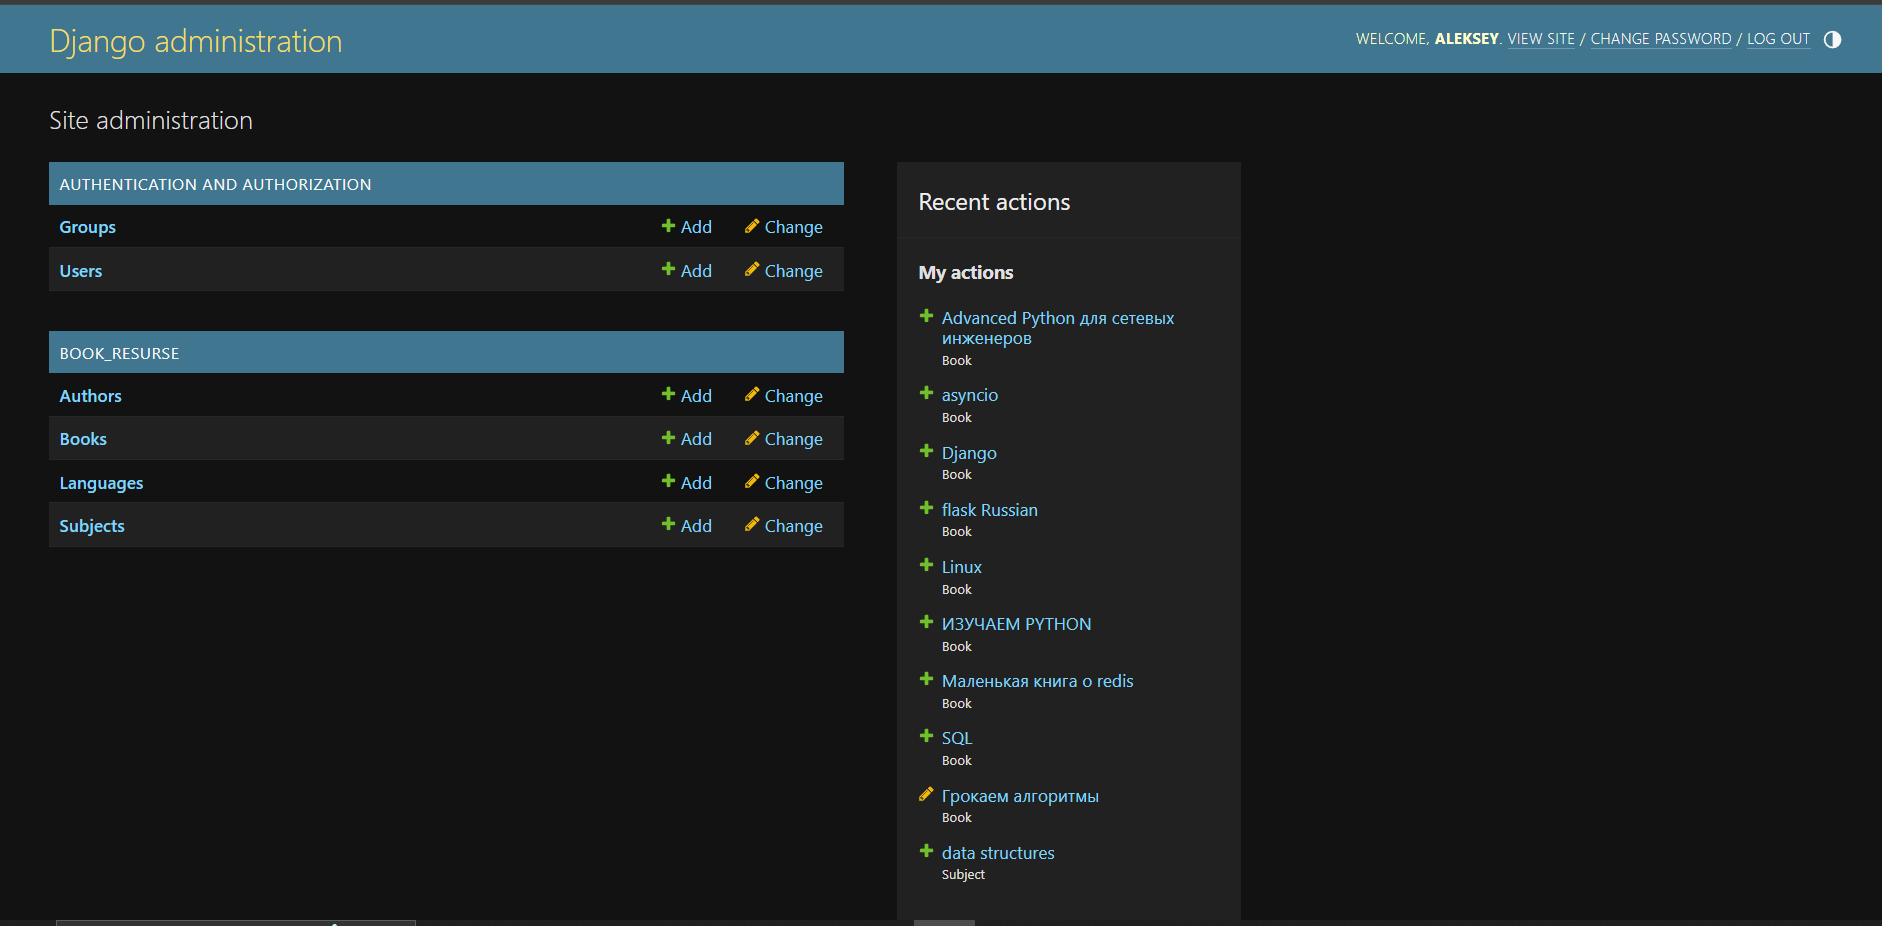 Django administration
WELCOME, ALEKSEY. VIEW SITE / CHANGE PASSWORD / LOG OUT
Site administration
AUTHENTICATION AND AUTHORIZATION
Groups Add Change
Users Add Change
BOOK_RESURSE
Authors Add Change
Books Add Change
Languages Add Change
Subjects Add Change
Recent actions
My actions
Advanced Python для сетевых
инженеров
Book
asyncio
Book
Django
Book
flask Russian
Book
Linux
Book
ИЗУЧАЕМ PYTHON
Book
Маленькая книга о redis
Book
SQL
Book
Грокаем алгоритмы
Book
data structures
Subject